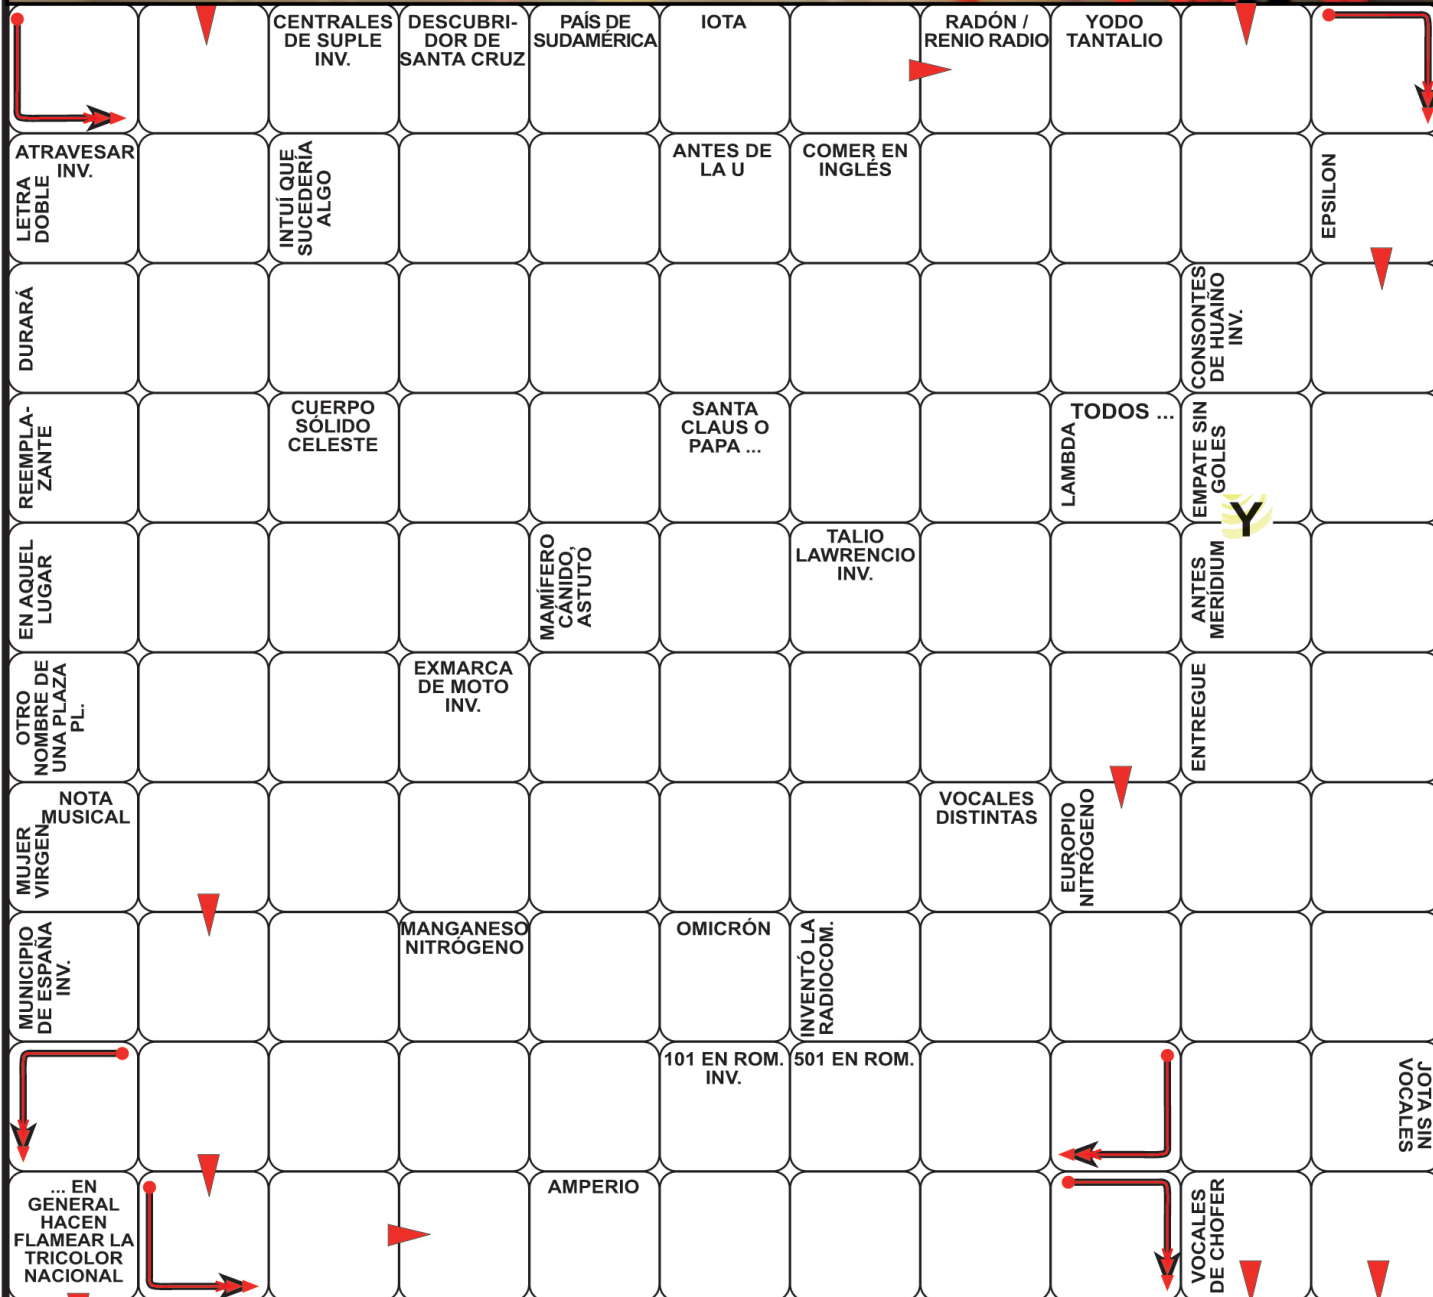 CENTRALES
DE SUPLE
INV.
DESCUBRI-
DOR DE
SANTA CRUZ
PAÍS DE
SUDAMÉRICA
IOTA
RADÓN /
RENIO RADIO
YODO
TANTALIO
ATRAVESAR
INV.
LETRA
DOBLE
INTUÍ QUE
SUCEDERÍA
ALGO
ANTES DE
LA U
COMER EN
INGLÉS
EPSILON
DURARÁ
CONSONTES
DE HUAIÑO
INV.
REEMPLA-
ZANTE
CUERPO
SÓLIDO
CELESTE
SANTA
CLAUS O
PAPA ...
TODOS ...
LAMBDA
EMPATE SIN
GOLES
Y
EN AQUEL
LUGAR
MAMÍFERO
CÁNIDO,
ASTUTO
TALIO
LAWRENCIO
INV.
ANTES
MERÍDIUM
OTRO
NOMBRE DE
UNA PLAZA
PL.
EXMARCA
DE MOTO
INV.
ENTREGUE
NOTA
MUSICAL
MUJER
VIRGEN
VOCALES
DISTINTAS
EUROPIO
NITRÓGENO
MUNICIPIO
DE ESPAÑA
INV.
MANGANESO
NITRÓGENO
OMICRÓN
INVENTÓ LA
RADIOCOM.
101 EN ROM.
INV.
501 EN ROM.
JOTA SIN
VOCALES
... EN
GENERAL
HACEN
FLAMEAR LA
TRICOLOR
NACIONAL
AMPERIO
VOCALES
DE CHOFER